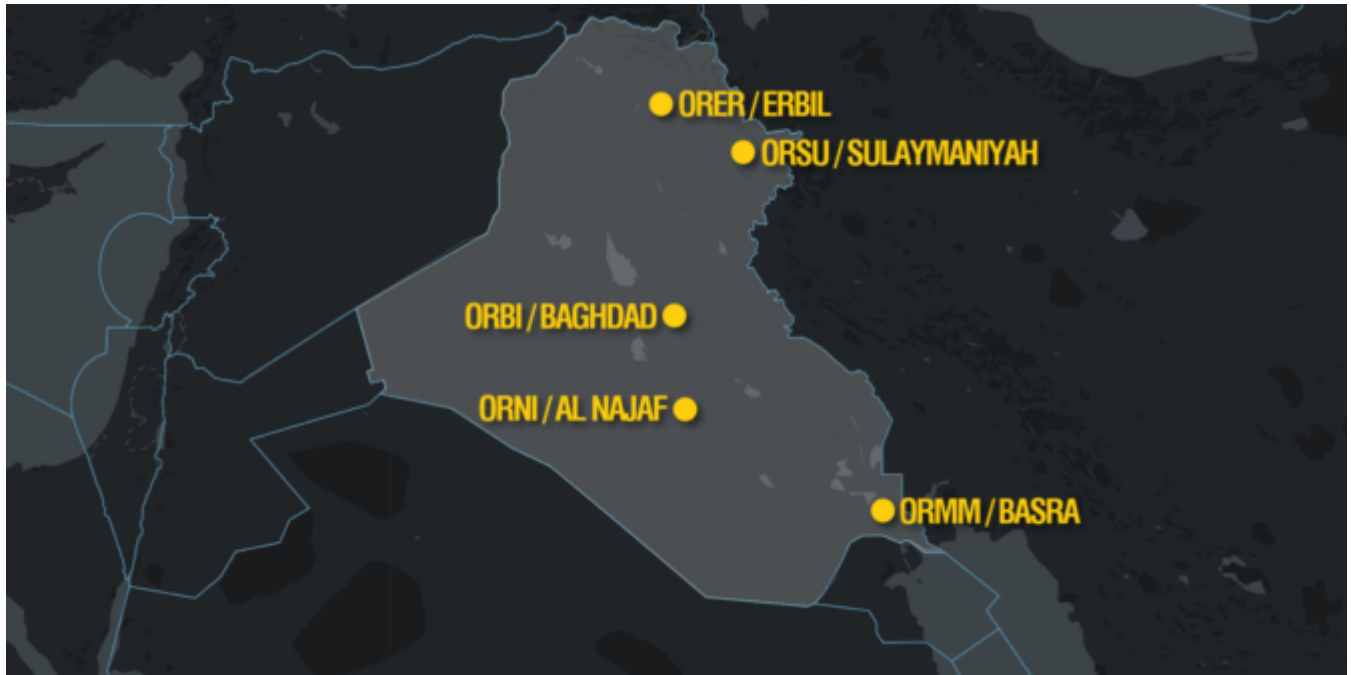 ORER / ERBIL
ORSU / SULAYMANIYAH
ORBI / BAGHDAD
ORNI / AL NAJAF
ORMM / BASRA